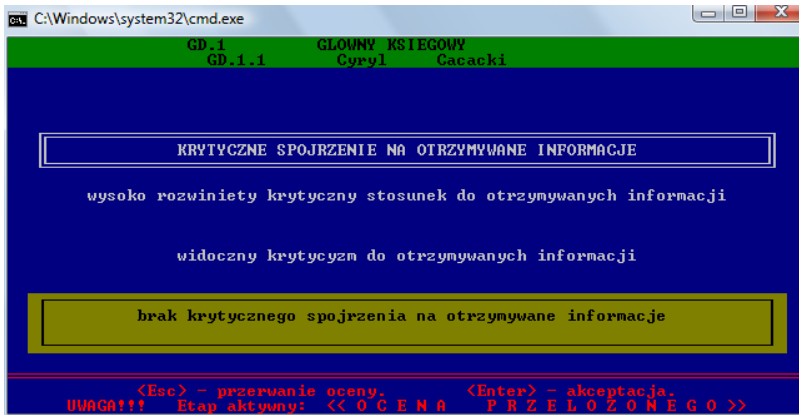 C:\Windows\system32\cmd.exe
GD.1 GLOWNY KSIEGOWY
GD.1.1 Cyryl Cacacki
KRYTYCZNE SPOJRZENIE NA OTRZYMYWANE INFORMACJE
wysoko rozwiniety krytyczny stosunek do otrzymywanych informacji
widoczny krytycyzm do otrzymywanych informacji
brak krytycznego spojrzenia na otrzymywane informacje
<Esc> - przerwanie oceny. <Enter> - akceptacja.
UWAGA!!! Etap aktywny: << O C E N A P R Z E L O Z O N E G O >>